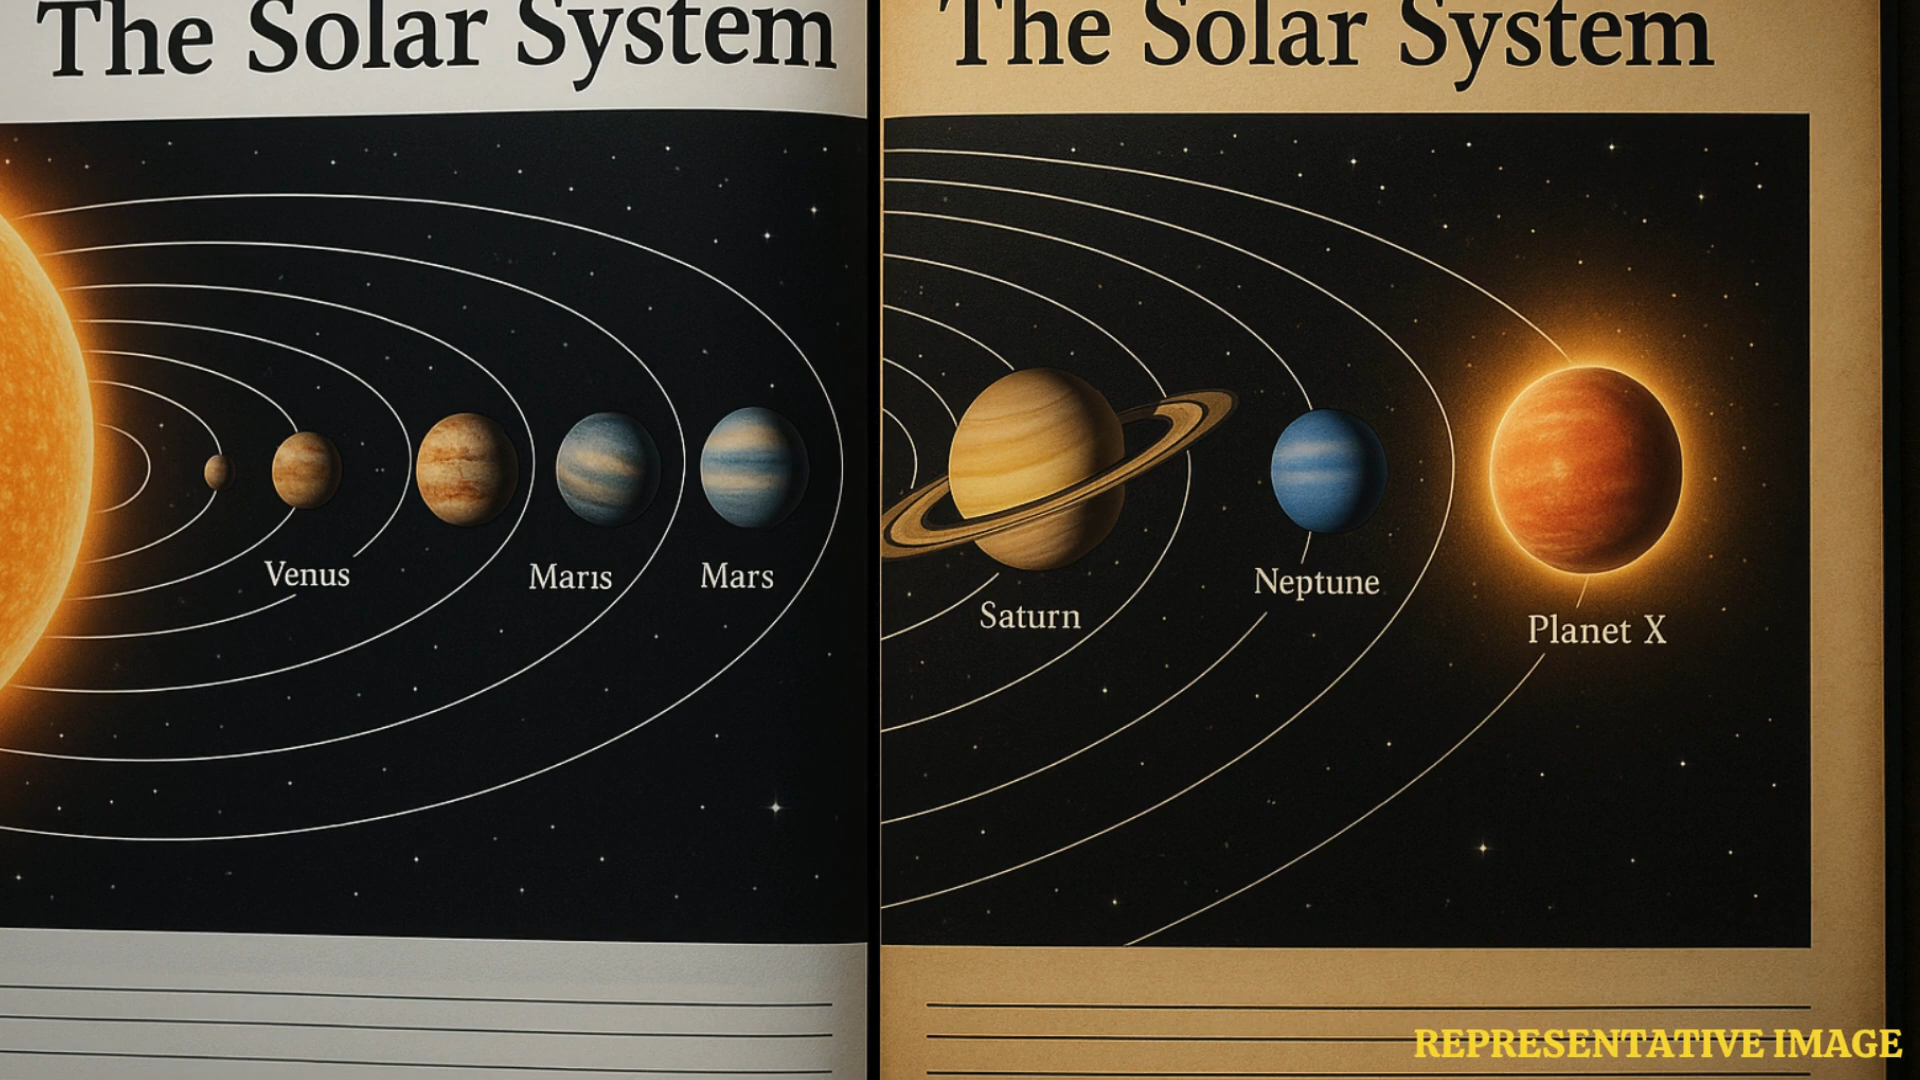 The Solar System
Venus
Marıs
Mars
The Solar System
Saturn
Neptune
Planet X
REPRESENTATIVE IMAGE